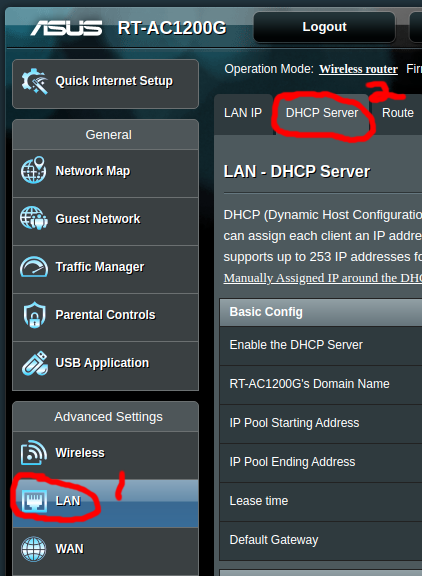 ASUS RT-AC1200G Logout
Quick Internet Setup
General
Network Map
Guest Network
Traffic Manager
Parental Controls
USB Application
Advanced Settings
Wireless
LAN
1
WAN
Operation Mode: Wireless router Fir
2
LAN IP DHCP Server Route
LAN - DHCP Server
DHCP (Dynamic Host Configuratio
can assign each client an IP addre
supports up to 253 IP addresses fo
Manually Assigned IP around the DHC
Basic Config
Enable the DHCP Server
RT-AC1200G's Domain Name
IP Pool Starting Address
IP Pool Ending Address
Lease time
Default Gateway